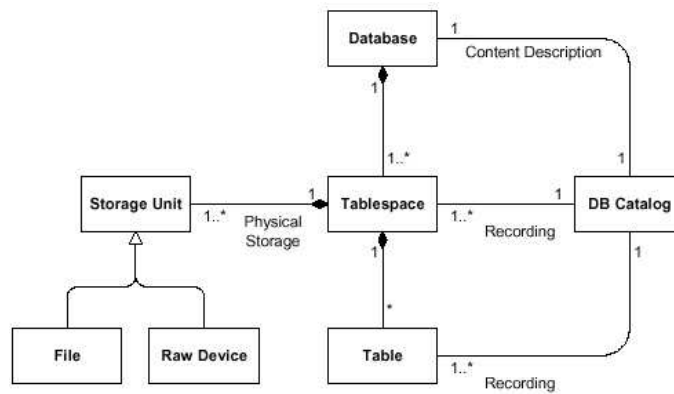 Database
1
Content Description
1
1..*
1
Storage Unit
1..*
Physical
Storage
1
Tablespace
1..*
Recording
1
DB Catalog
1
1
*
File
Raw Device
Table
1..*
Recording